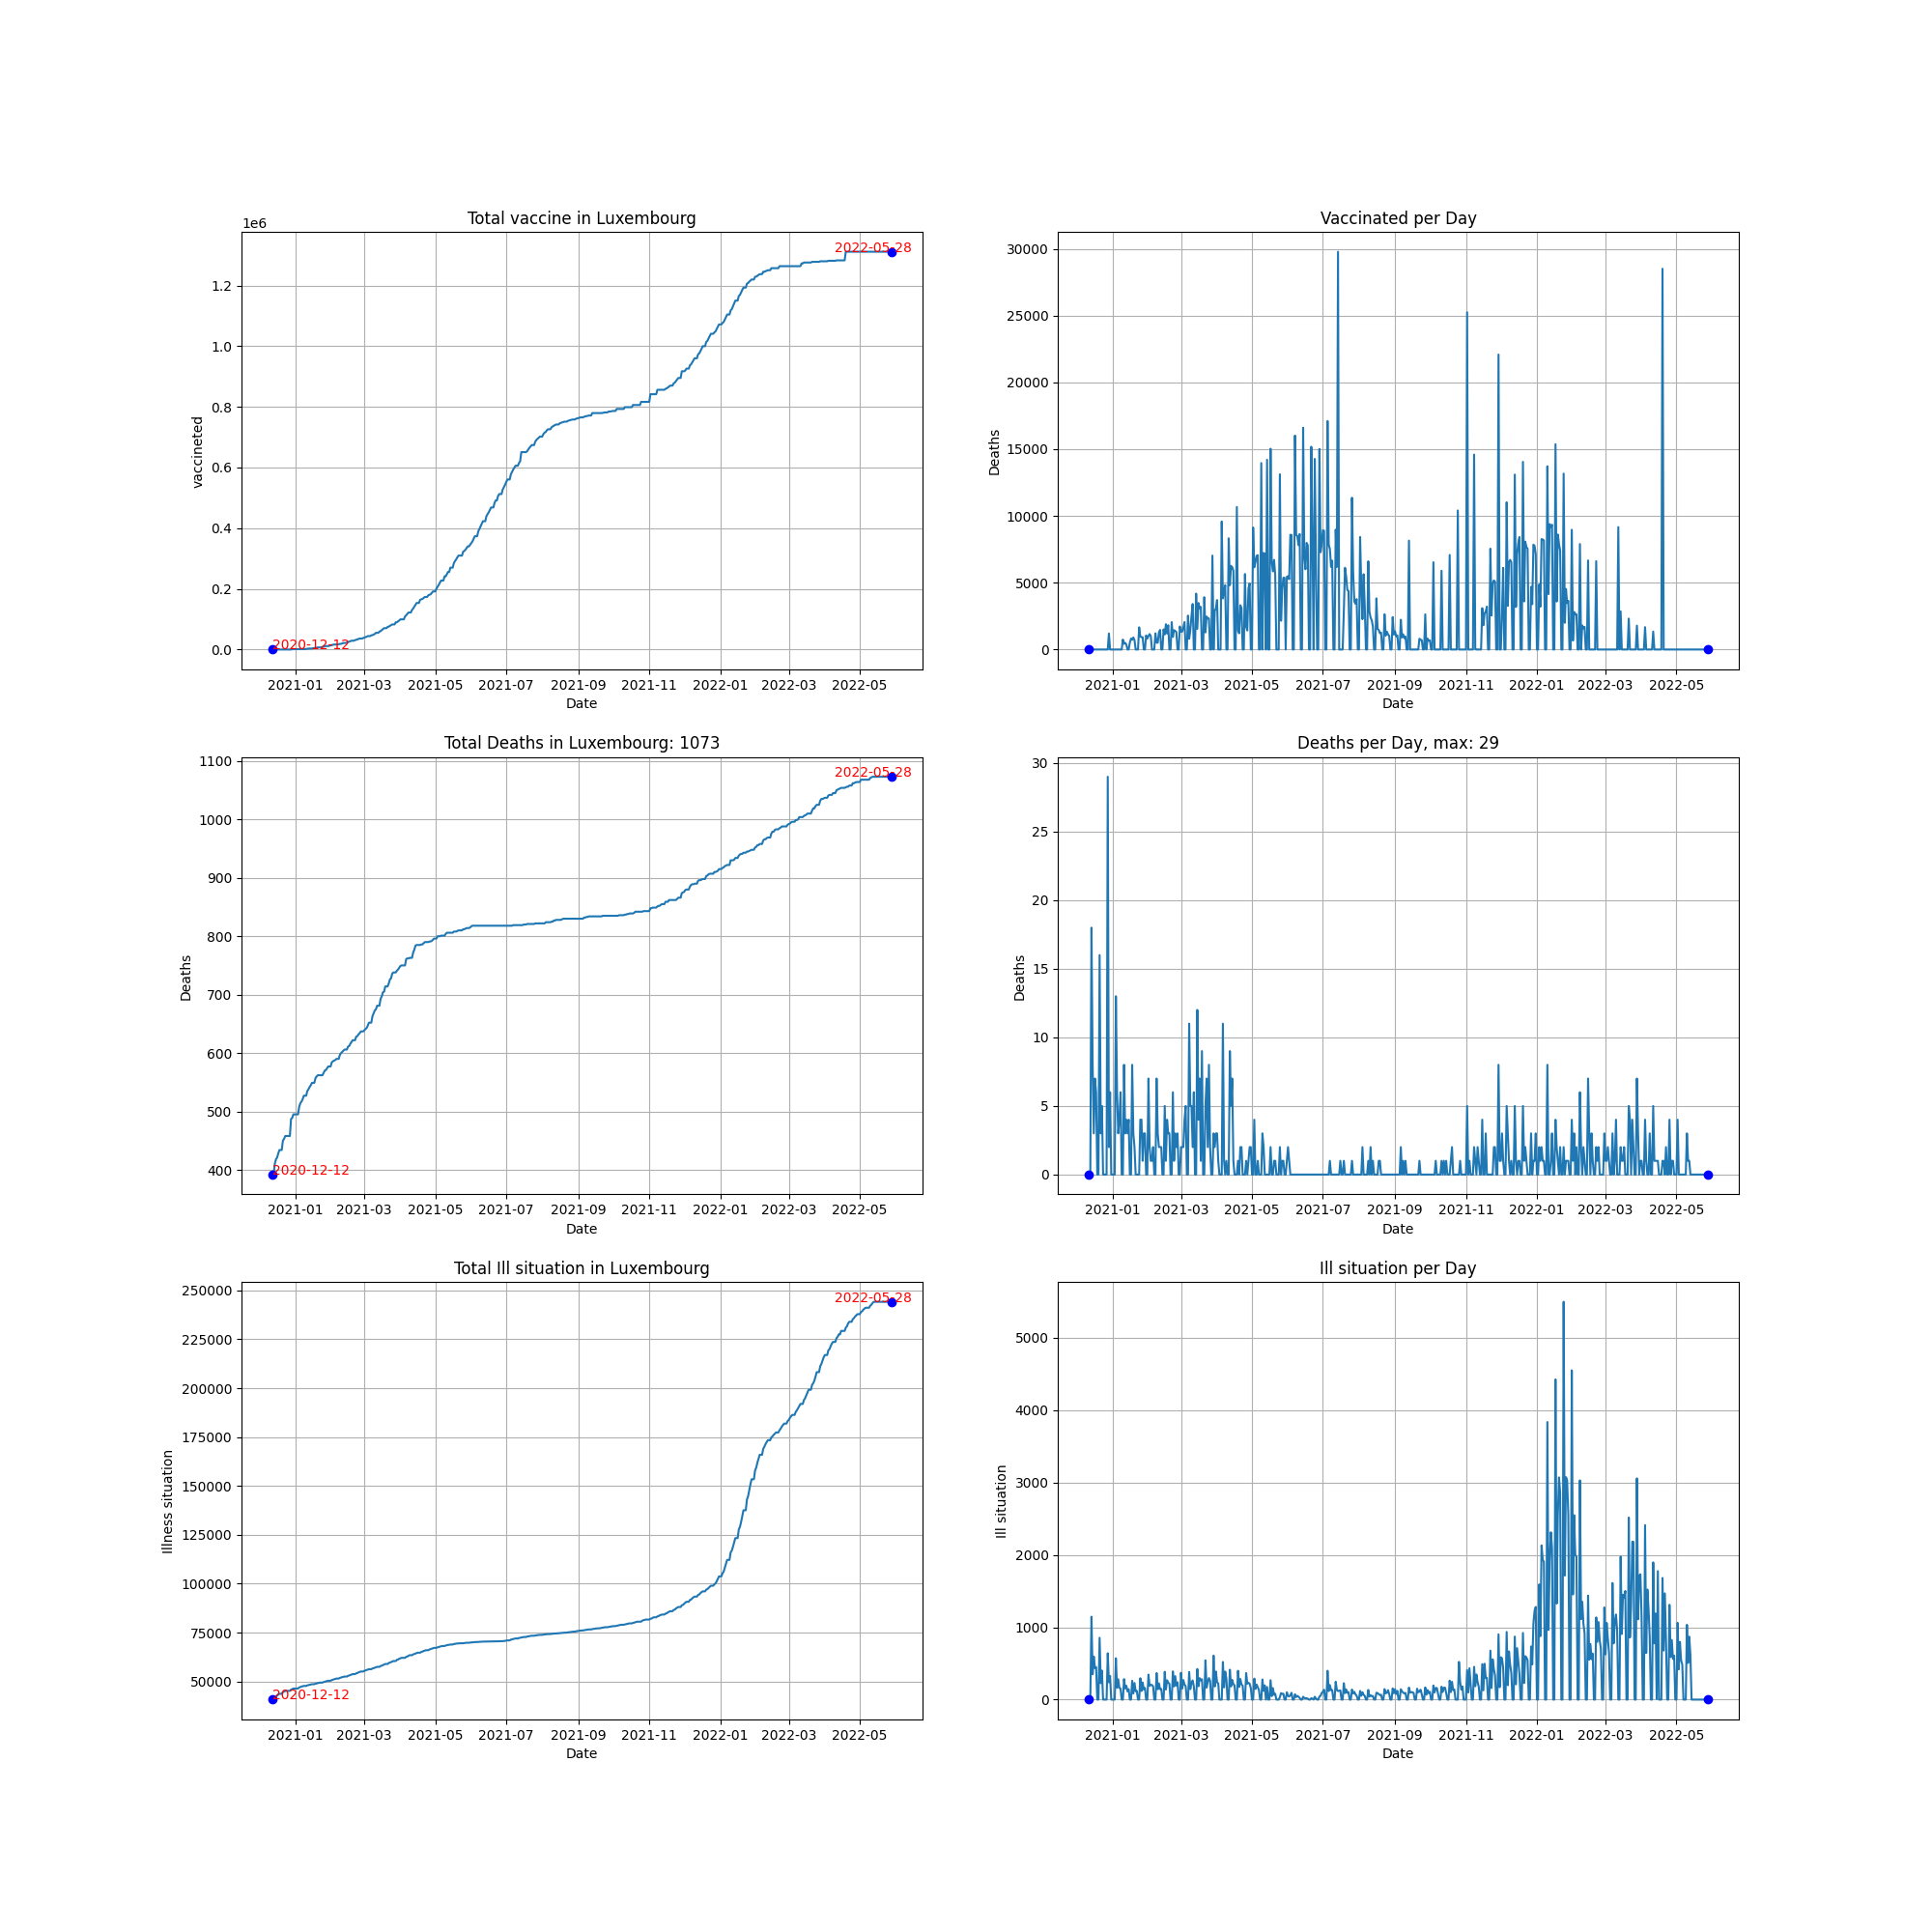 Total vaccine in Luxembourg
1e6
vaccineted
1.2
1.0
0.8
0.6
0.4
0.2
0.0
2020-12-12
2022-05-28
2021-01 2021-03 2021-05 2021-07 2021-09 2021-11 2022-01 2022-03 2022-05
Date
Vaccinated per Day
Deaths
30000
25000
20000
15000
10000
5000
0
2021-01 2021-03 2021-05 2021-07 2021-09 2021-11 2022-01 2022-03 2022-05
Date
Total Deaths in Luxembourg: 1073
Deaths
1100
1000
900
800
700
600
500
400
2020-12-12
2022-05-28
2021-01 2021-03 2021-05 2021-07 2021-09 2021-11 2022-01 2022-03 2022-05
Date
Deaths per Day, max: 29
Deaths
30
25
20
15
10
5
0
2021-01 2021-03 2021-05 2021-07 2021-09 2021-11 2022-01 2022-03 2022-05
Date
Total Ill situation in Luxembourg
Illness situation
250000
225000
200000
175000
150000
125000
100000
75000
50000
2020-12-12
2022-05-28
2021-01 2021-03 2021-05 2021-07 2021-09 2021-11 2022-01 2022-03 2022-05
Date
Ill situation per Day
Ill situation
5000
4000
3000
2000
1000
0
2021-01 2021-03 2021-05 2021-07 2021-09 2021-11 2022-01 2022-03 2022-05
Date